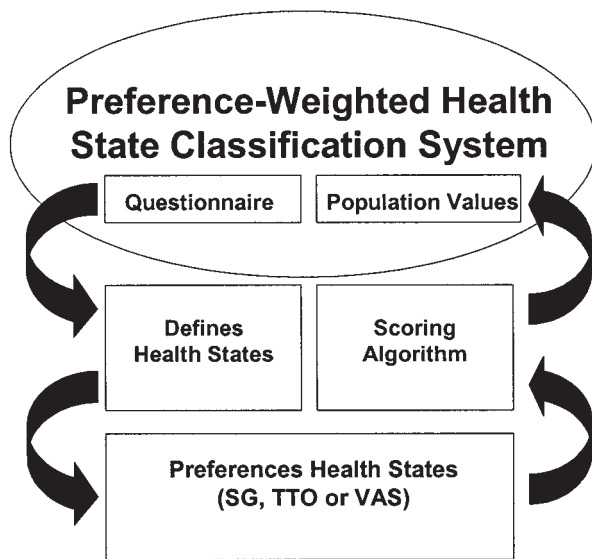 Preference-Weighted Health
State Classification System
Questionnaire
Population Values
Defines
Health States
Scoring
Algorithm
Preferences Health States
(SG, TTO or VAS)